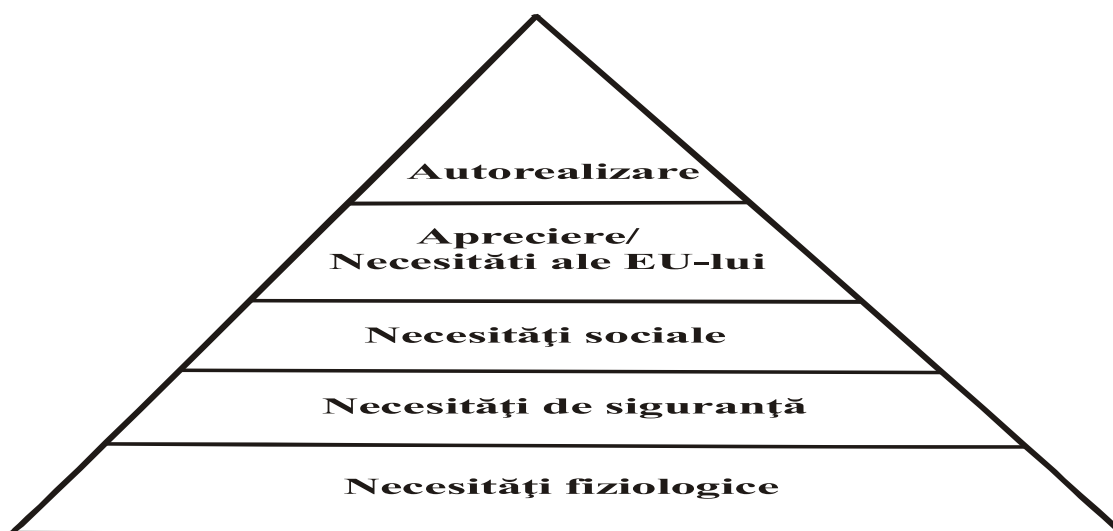 Autorealizare
Apreciere/
Necesităti ale EU-lui
Necesităţi sociale
Necesităţi de siguranţă
Necesităţi fiziologice